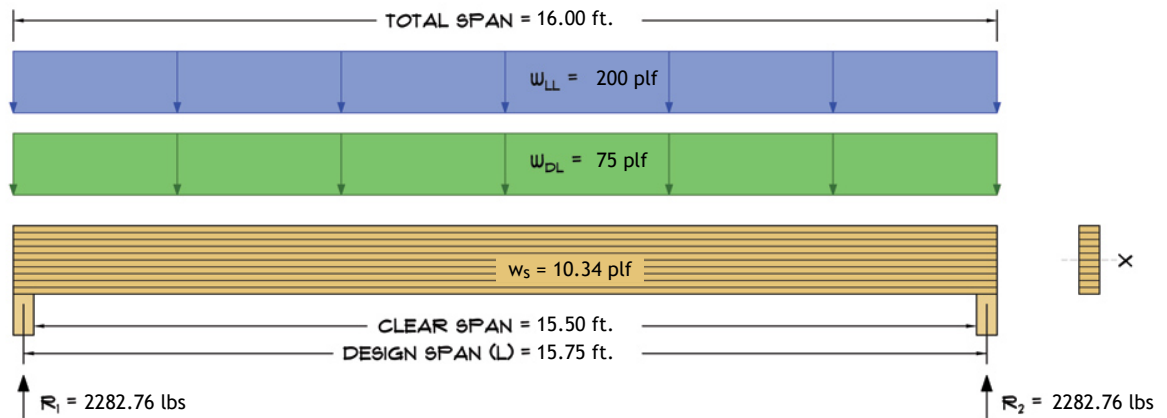 TOTAL SPAN = 16.00 ft.
WLL = 200 plf
WDL = 75 plf
ws = 10.34 plf
X
CLEAR SPAN = 15.50 ft.
DESIGN SPAN (L) = 15.75 ft.
R1 = 2282.76 lbs
R2 = 2282.76 lbs